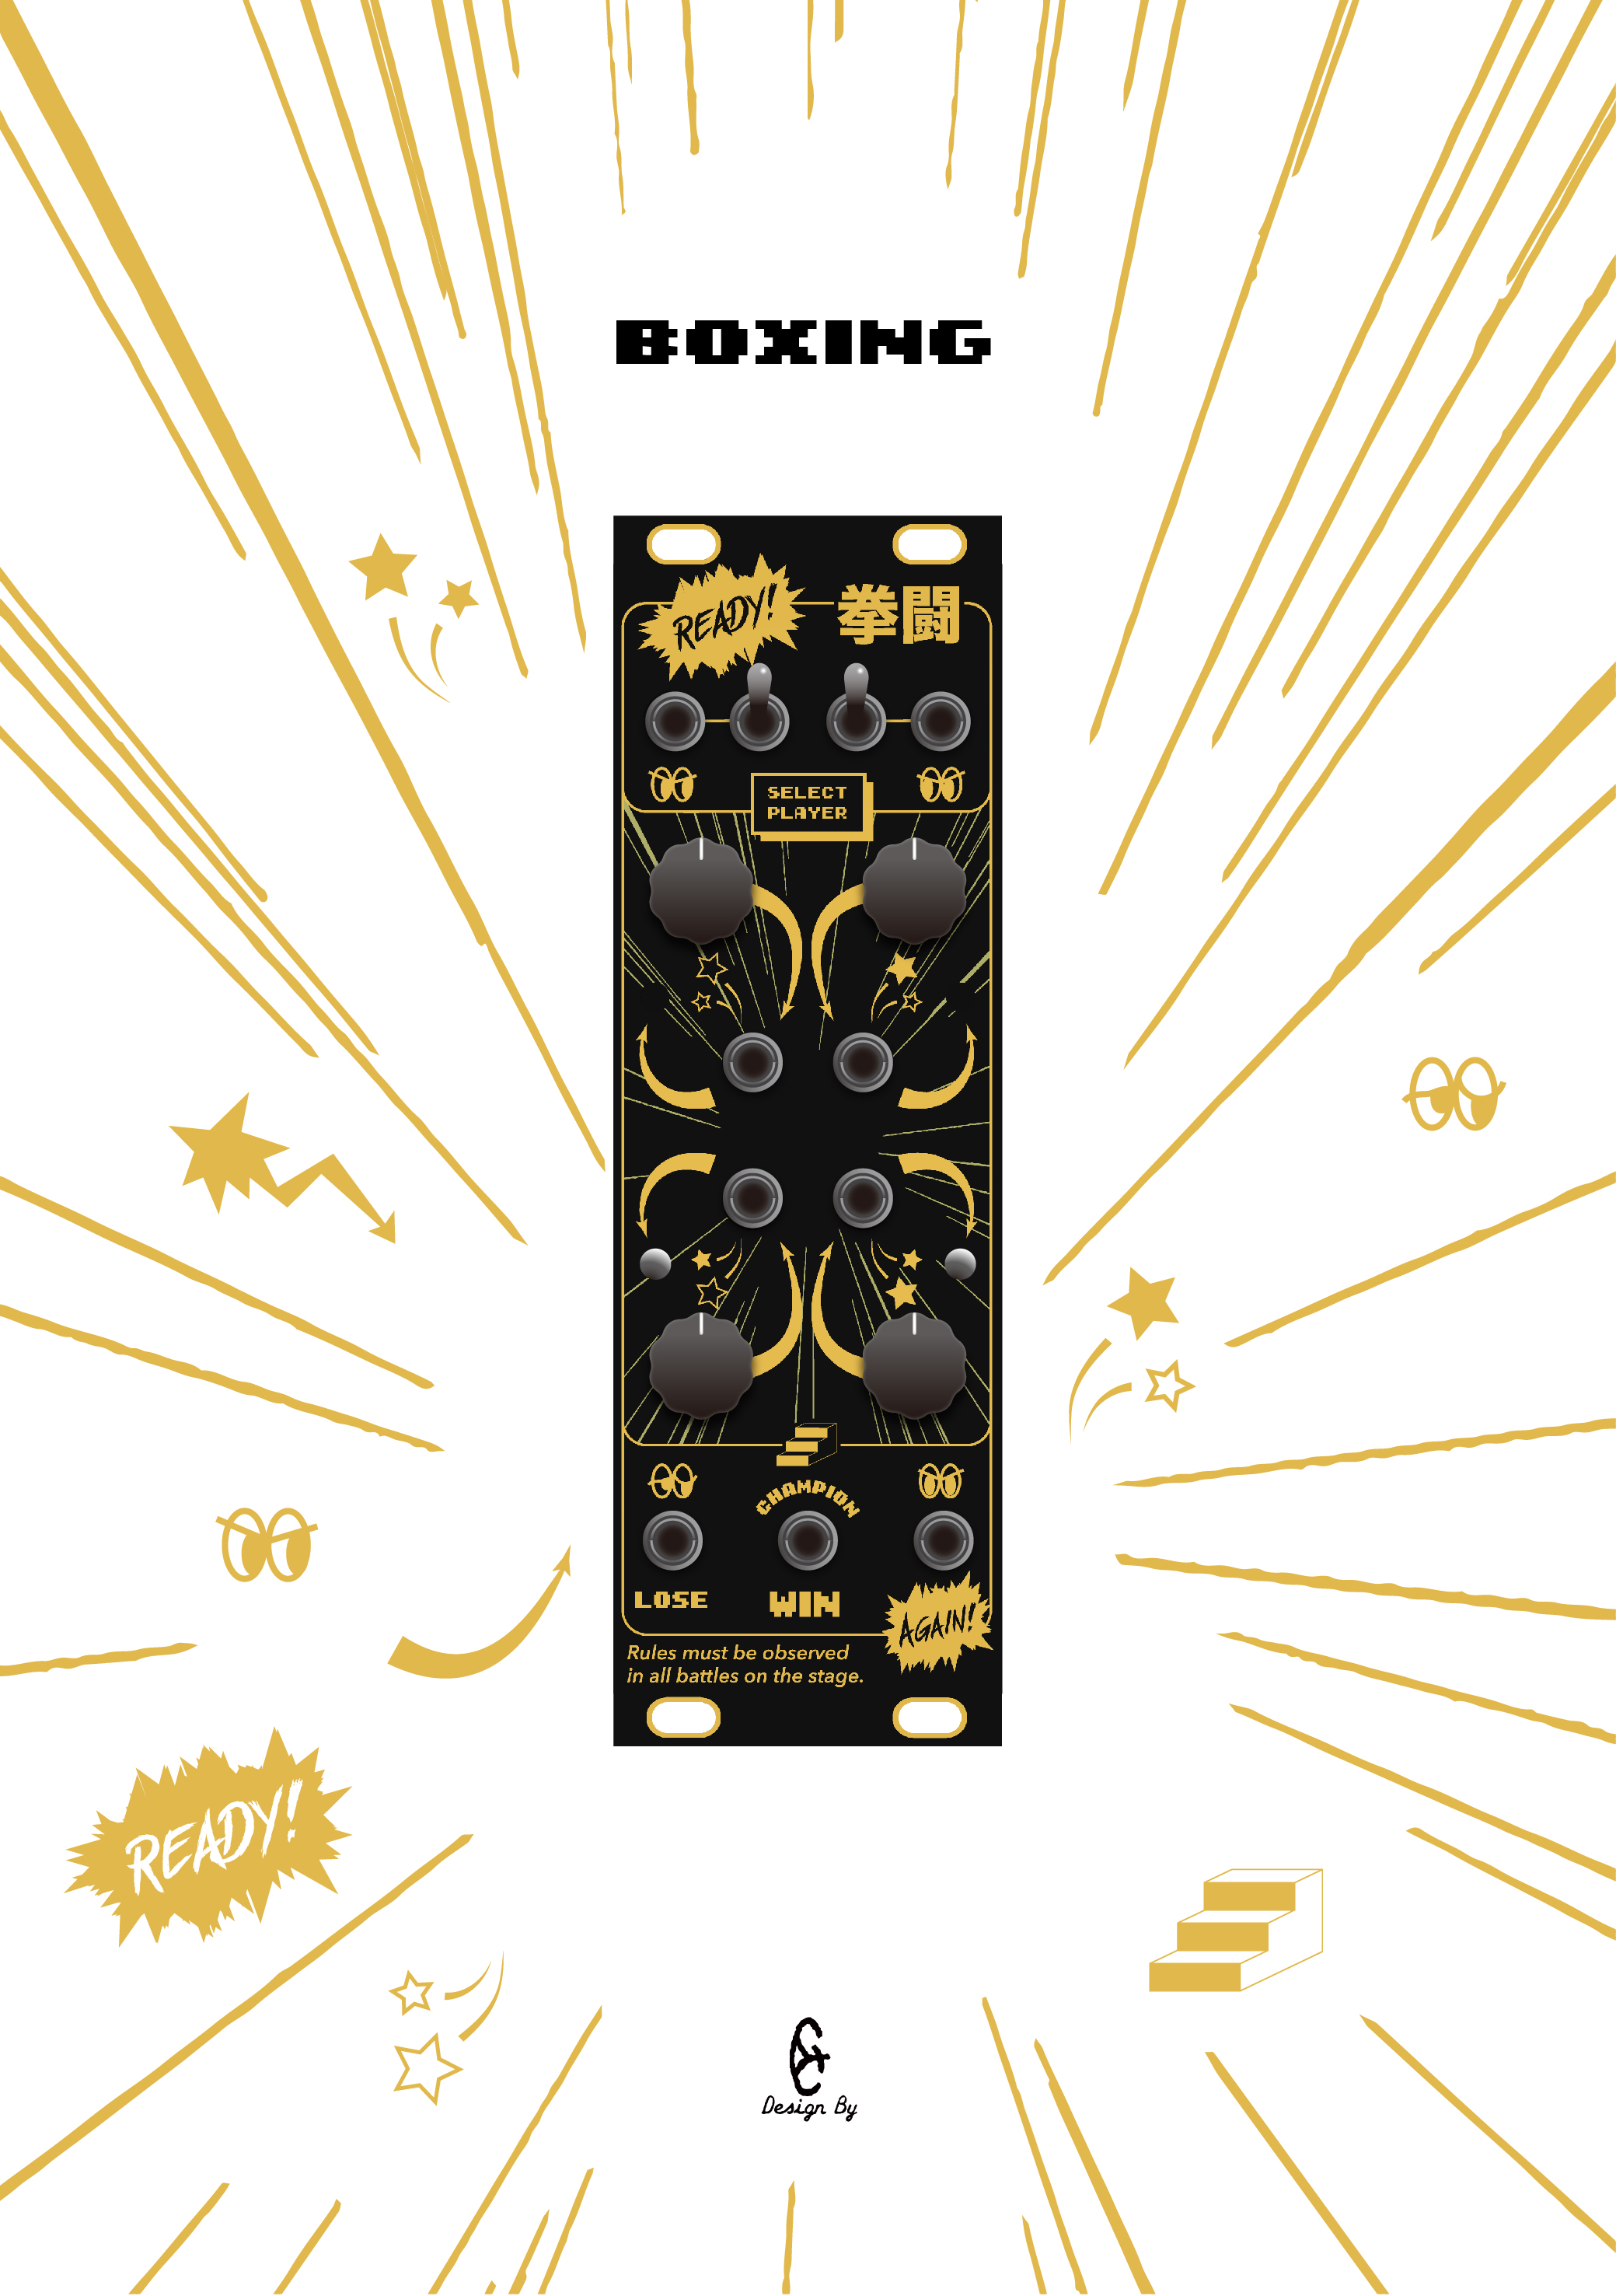 BOXING
READY!
拳闘
SELECT
PLAYER
CHAMPION
LOSE
WIN
AGAIN!
Rules must be observed
in all battles on the stage.
READY!
Design By